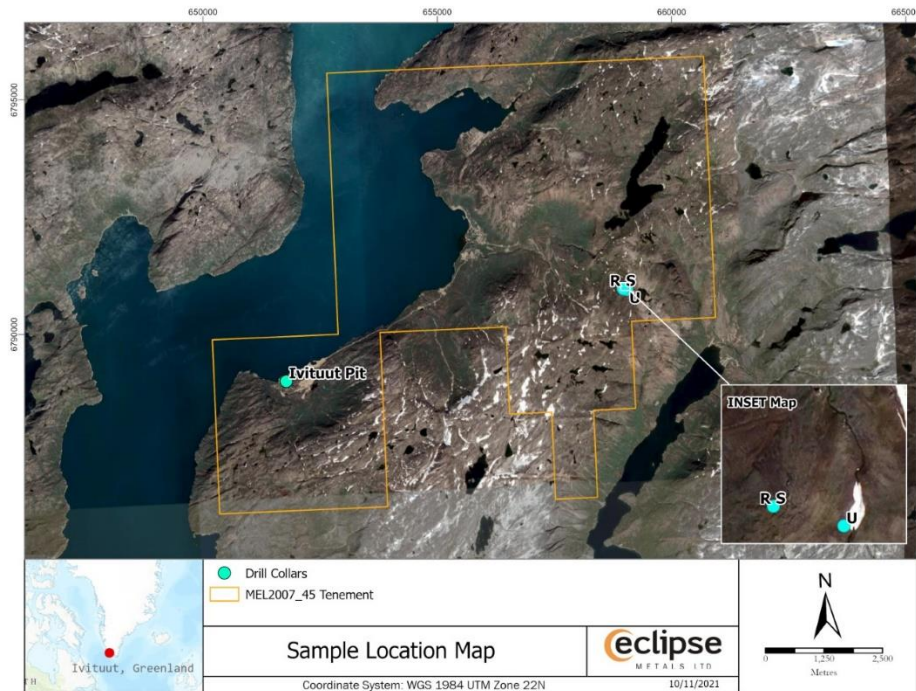 650000
655000
660000
66500
6795000
6790000
R S
U
Ivituut Pit
INSET Map
R S
U
Drill Collars
MEL2007_45 Tenement
Sample Location Map
eclipse
METALS LTD
N
0 1,250 2,500
Metres
Ivituut, Greenland
TH
Coordinate System: WGS 1984 UTM Zone 22N
10/11/2021